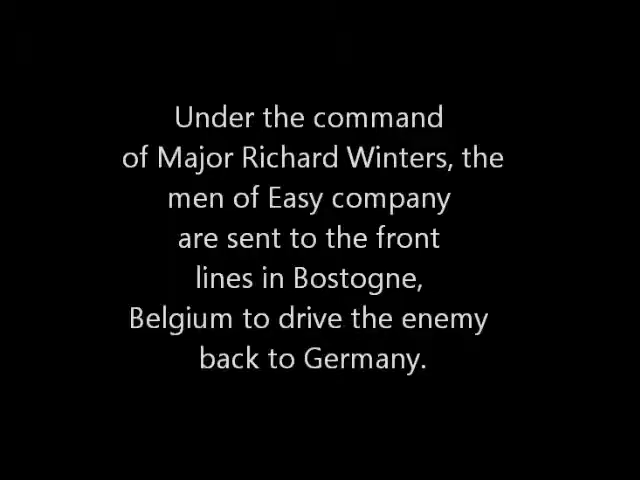 Under the command
of Major Richard Winters, the
men of Easy company
are sent to the front
lines in Bostogne,
Belgium to drive the enemy
back to Germany.